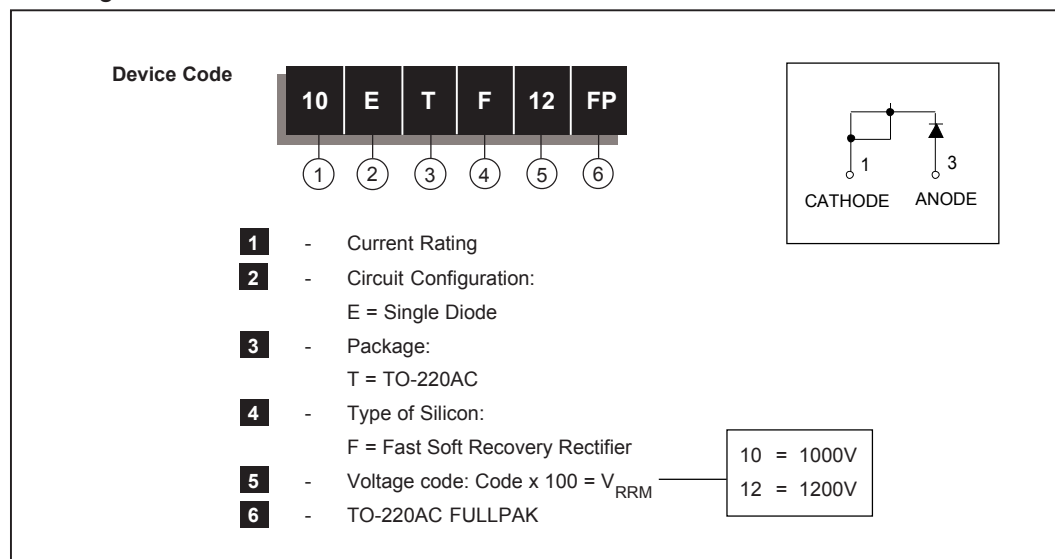 Device Code
10 E T F 12 FP
1 2 3 4 5 6
1 3
CATHODE ANODE
1 - Current Rating
2 - Circuit Configuration:
E = Single Diode
3 - Package:
T = TO-220AC
4 - Type of Silicon:
F = Fast Soft Recovery Rectifier
5 - Voltage code: Code x 100 = VRRM
10 = 1000V
12 = 1200V
6 - TO-220AC FULLPAK